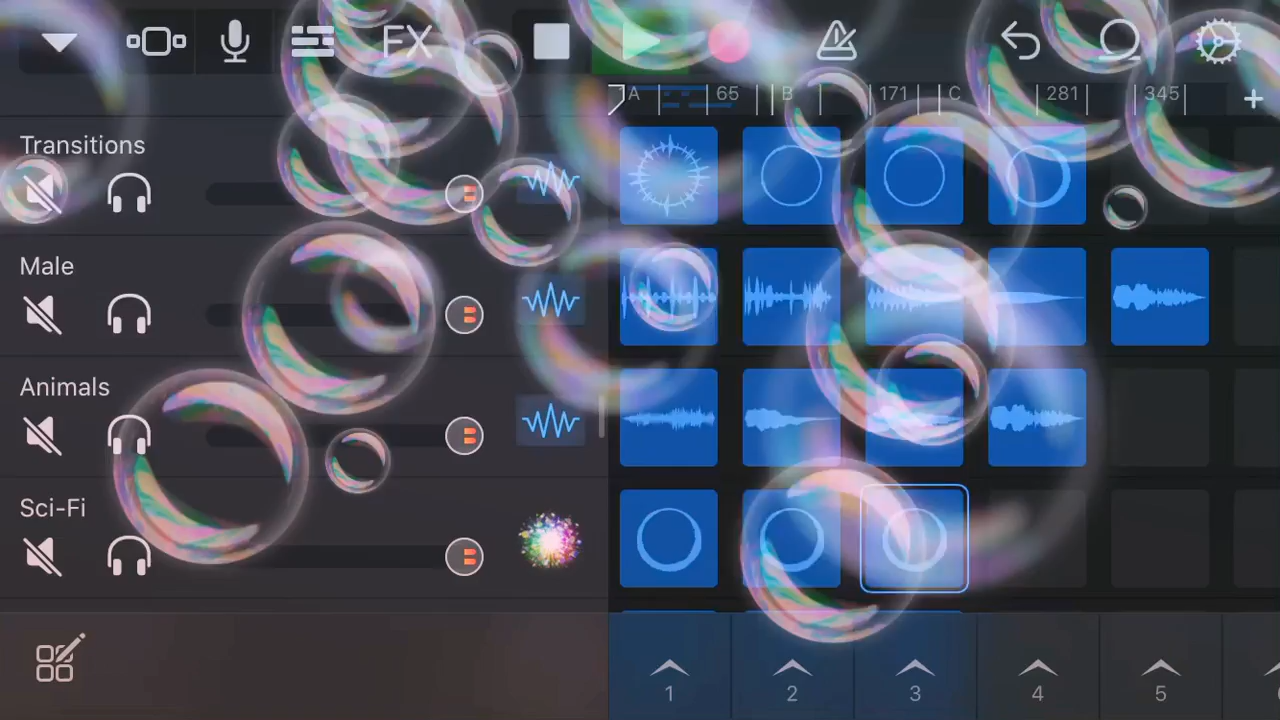 FX
A 65 B 171 C 281 345
Transitions
Male
Animals
Sci-Fi
1 2 3 4 5